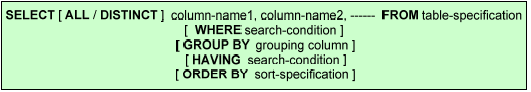 SELECT [ ALL / DISTINCT ] column-name1, column-name2, ------ FROM table-specification
[ WHERE search-condition ]
[ GROUP BY grouping column ]
[ HAVING search-condition ]
[ ORDER BY sort-specification ]